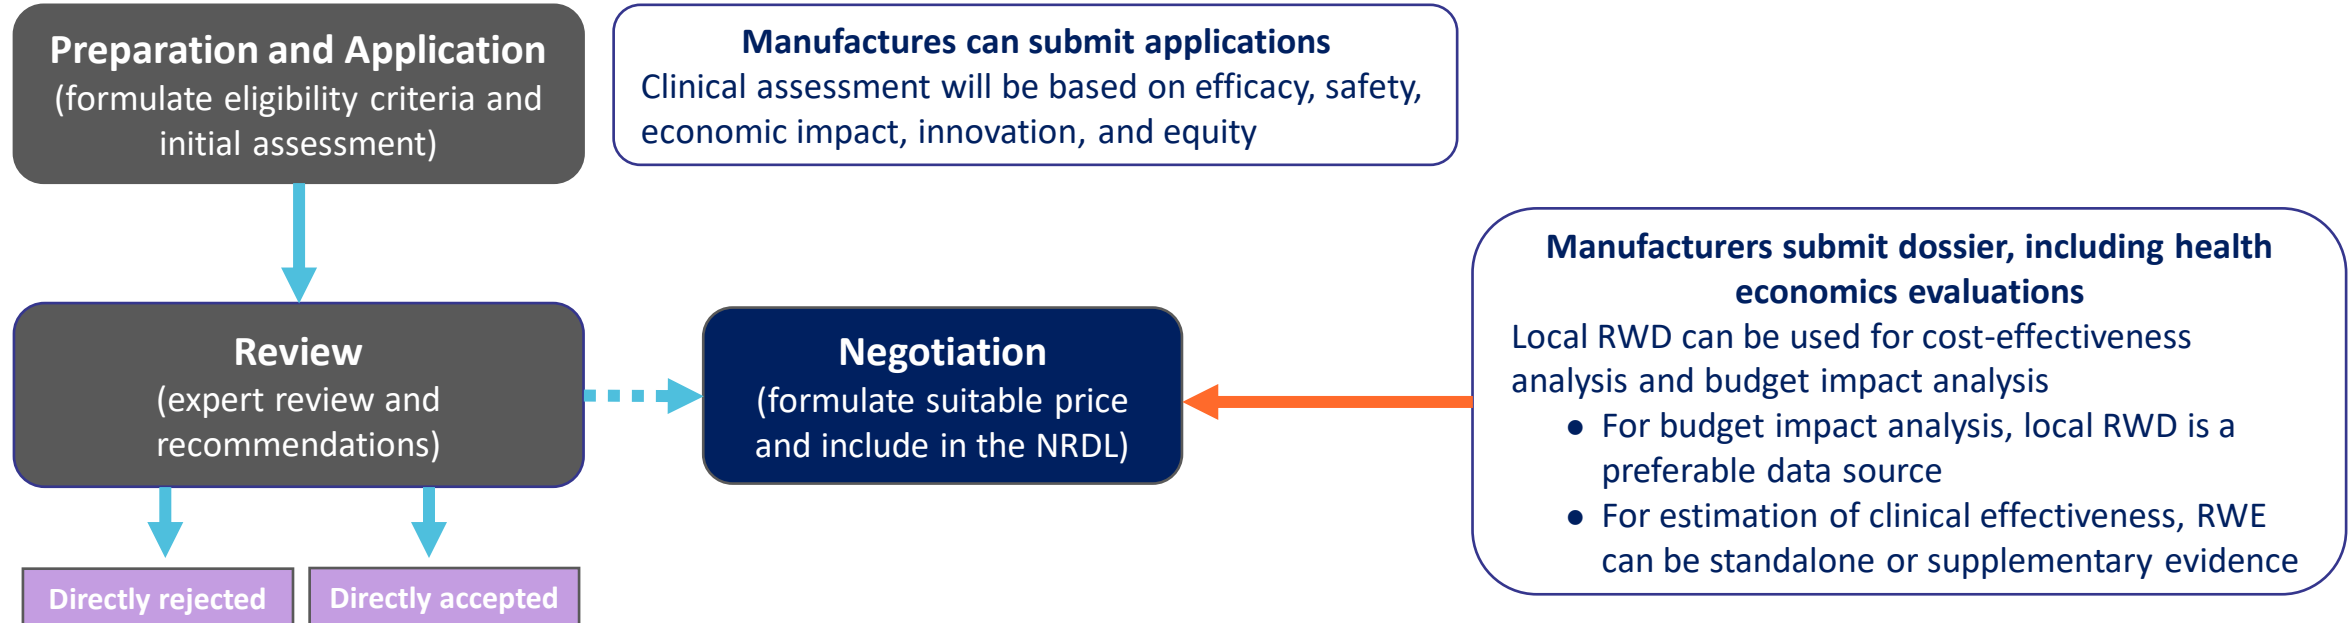 Preparation and Application
(formulate eligibility criteria and
initial assessment)
Manufactures can submit applications
Clinical assessment will be based on efficacy, safety,
economic impact, innovation, and equity
Review
(expert review and
recommendations)
Negotiation
(formulate suitable price
and include in the NRDL)
Manufacturers submit dossier, including health
economics evaluations
Local RWD can be used for cost-effectiveness
analysis and budget impact analysis
● For budget impact analysis, local RWD is a
preferable data source
● For estimation of clinical effectiveness, RWE
can be standalone or supplementary evidence
Directly rejected
Directly accepted